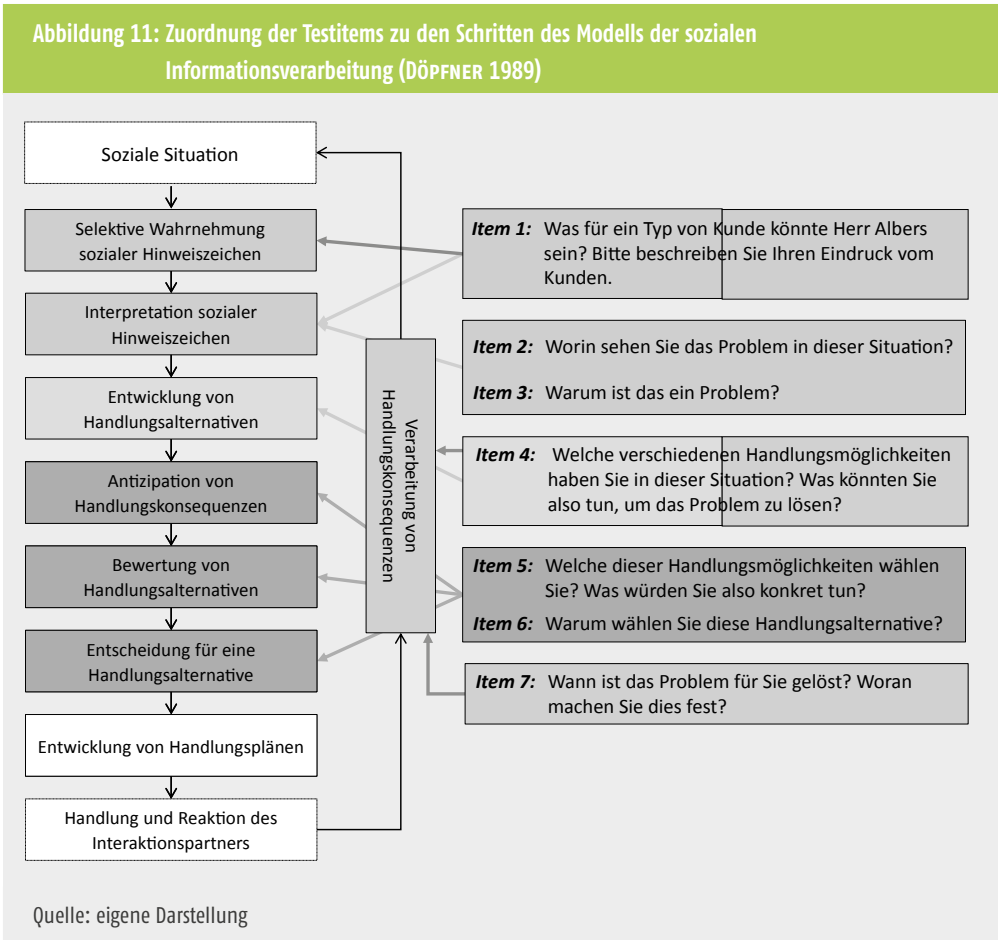 Abbildung 11: Zuordnung der Testitems zu den Schritten des Modells der sozialen
Informationsverarbeitung (DÖPFNER 1989)
Soziale Situation
Selektive Wahrnehmung
sozialer Hinweiszeichen
Interpretation sozialer
Hinweiszeichen
Entwicklung von
Handlungsalternativen
Antizipation von
Handlungskonsequenzen
Bewertung von
Handlungsalternativen
Entscheidung für eine
Handlungsalternative
Entwicklung von Handlungsplänen
Handlung und Reaktion des
Interaktionspartners
Verarbeitung von
Handlungskonsequenzen
Item 1: Was für ein Typ von Kunde könnte Herr Albers
sein? Bitte beschreiben Sie Ihren Eindruck vom
Kunden.
Item 2: Worin sehen Sie das Problem in dieser Situation?
Item 3: Warum ist das ein Problem?
Item 4: Welche verschiedenen Handlungsmöglichkeiten
haben Sie in dieser Situation? Was könnten Sie
also tun, um das Problem zu lösen?
Item 5: Welche dieser Handlungsmöglichkeiten wählen
Sie? Was würden Sie also konkret tun?
Item 6: Warum wählen Sie diese Handlungsalternative?
Item 7: Wann ist das Problem für Sie gelöst? Woran
machen Sie dies fest?
Quelle: eigene Darstellung